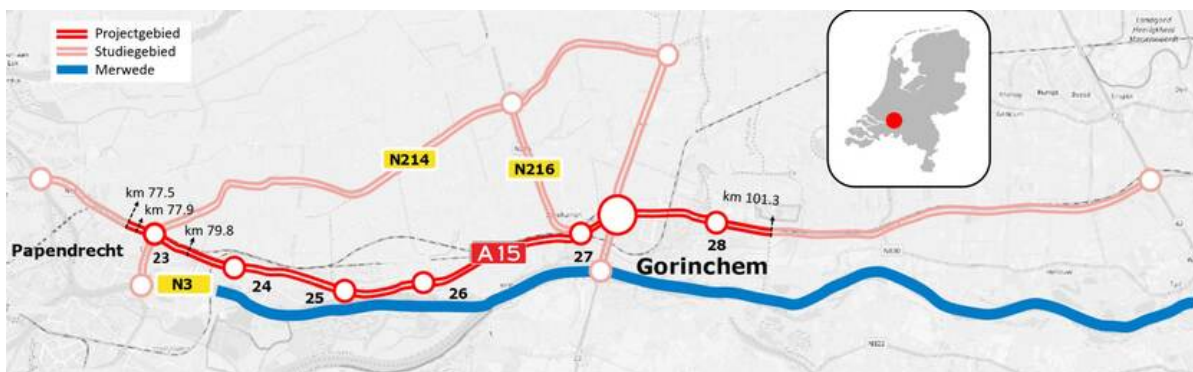 Projectgebied
Studiegebied
Merwede
N214
N216
km 77.5
km 77.9
km 101.3
Papendrecht
km 79.8
A15
23
27
28
Gorinchem
N3
24
25
26